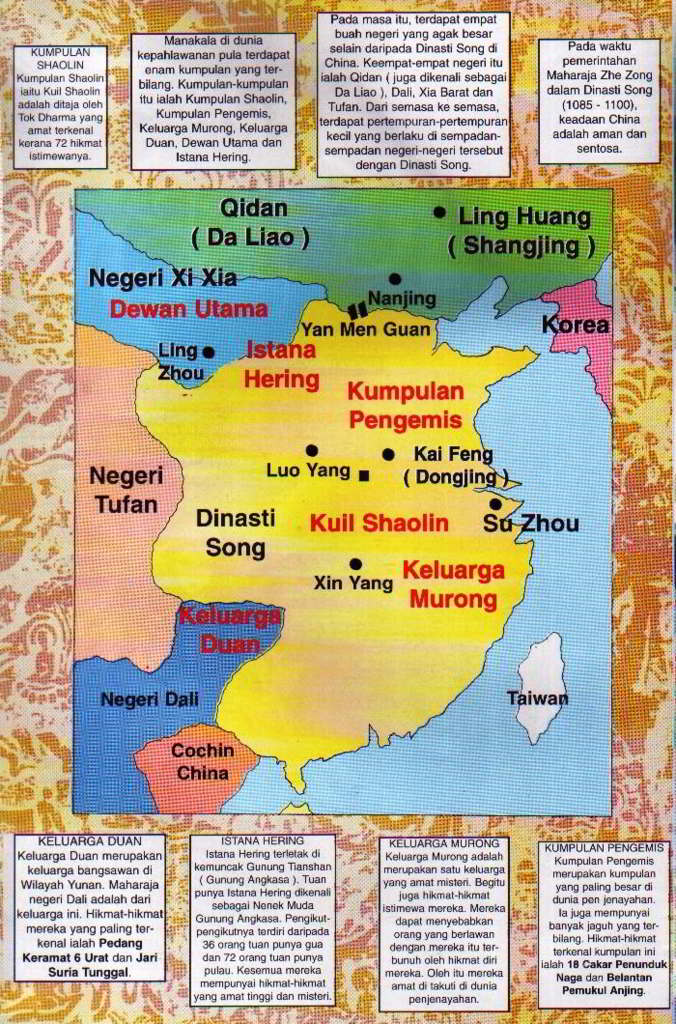 KUMPULAN
SHAOLIN
Kumpulan Shaolin
iaitu Kuil Shaolin
adalah ditaja oleh
Tok Dharma yang
amat terkenal
kerana 72 hikmat
istimewanya.
Manakala di dunia
kepahlawanan pula terdapat
enam kumpulan yang ter-
bilang. Kumpulan-kumpulan
itu ialah Kumpulan Shaolin,
Kumpulan Pengemis,
Keluarga Murong, Keluarga
Duan, Dewan Utama dan
Istana Hering.
Pada masa itu, terdapat empat
buah negeri yang agak besar
selain daripada Dinasti Song di
China. Keempat-empat negeri itu
ialah Qidan ( juga dikenali sebagai
Da Liao ), Dali, Xia Barat dan
Tufan. Dari semasa ke semasa,
terdapat pertempuran-pertempuran
kecil yang berlaku di sempadan-
sempadan negeri-negeri tersebut
dengan Dinasti Song.
Pada waktu
pemerintahan
Maharaja Zhe Zong
dalam Dinasti Song
(1085 - 1100),
keadaan China
adalah aman dan
sentosa.
Qidan
( Da Liao )
Ling Huang
( Shangjing )
Negeri Xi Xia
Dewan Utama
Nanjing
Yan Men Guan
Korea
Ling
Zhou
Istana
Hering
Kumpulan
Pengemis
Luo Yang
Kai Feng
( Dongjing )
Negeri
Tufan
Dinasti
Song
Kuil Shaolin
Su Zhou
Xin Yang
Keluarga
Murong
Keluarga
Duan
Negeri Dali
Taiwan
Cochin
China
KELUARGA DUAN
Keluarga Duan merupakan
keluarga bangsawan di
Wilayah Yunan. Maharaja
negeri Dali adalah dari
keluarga ini. Hikmat-hikmat
mereka yang paling ter-
kenal ialah Pedang
Keramat 6 Urat dan Jari
Suria Tunggal.
ISTANA HERING
Istana Hering terletak di
kemuncak Gunung Tianshan
( Gunung Angkasa ). Tuan
punya Istana Hering dikenali
sebagai Nenek Muda
Gunung Angkasa. Pengikut-
pengikutnya terdiri daripada
36 orang tuan punya gua
dan 72 orang tuan punya
pulau. Kesemua mereka
mempunyai hikmat-hikmat
yang amat tinggi dan misteri.
KELUARGA MURONG
Keluarga Murong adalah
merupakan satu keluarga
yang amat misteri. Begitu
juga hikmat-hikmat
istimewa mereka. Mereka
dapat menyebabkan
orang yang berlawan
dengan mereka itu ter-
bunuh oleh hikmat diri
mereka. Oleh itu mereka
amat di takuti di dunia
penjenayahan.
KUMPULAN PENGEMIS
Kumpulan Pengemis
merupakan kumpulan
yang paling besar di
dunia pen jenayahan.
Ia juga mempunyai
banyak jaguh yang ter-
bilang. Hikmat-hikmat
terkenal kumpulan ini
ialah 18 Cakar Penunduk
Naga dan Belantan
Pemukul Anjing.